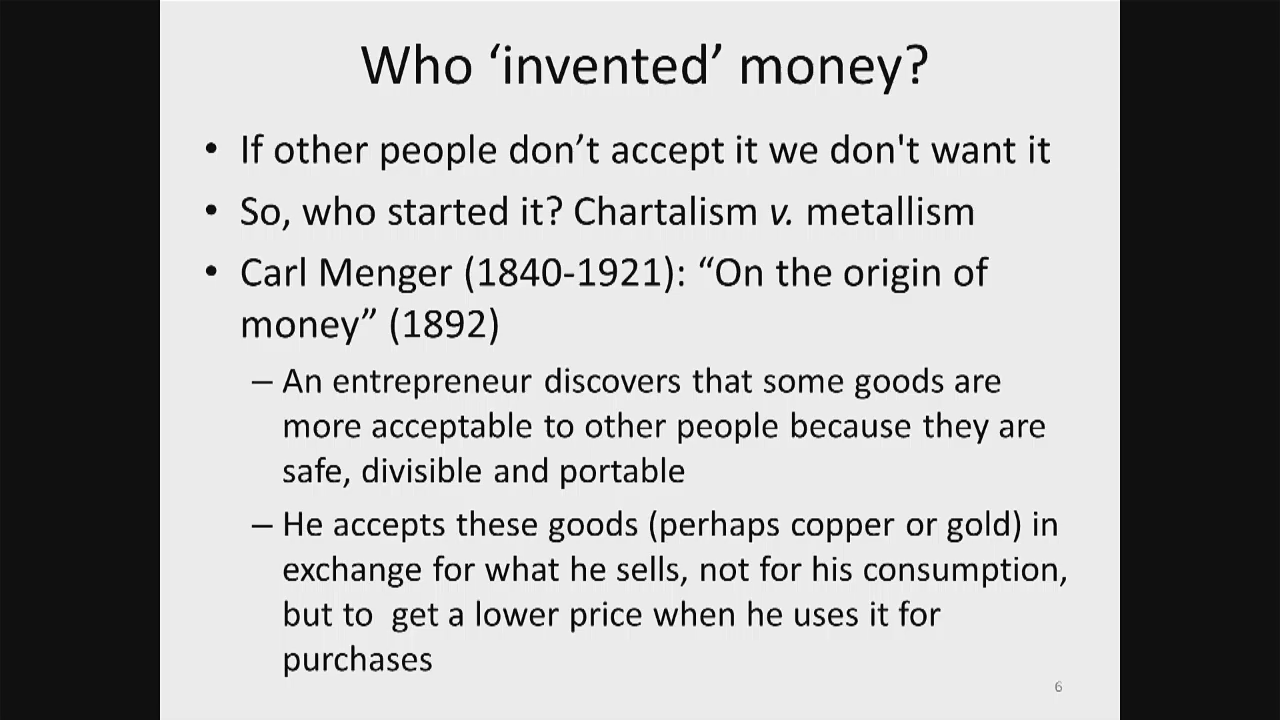 Who ‘invented’ money?
• If other people don’t accept it we don't want it
• So, who started it? Chartalism v. metallism
• Carl Menger (1840-1921): “On the origin of
money” (1892)
– An entrepreneur discovers that some goods are
more acceptable to other people because they are
safe, divisible and portable
– He accepts these goods (perhaps copper or gold) in
exchange for what he sells, not for his consumption,
but to  get a lower price when he uses it for
purchases
6